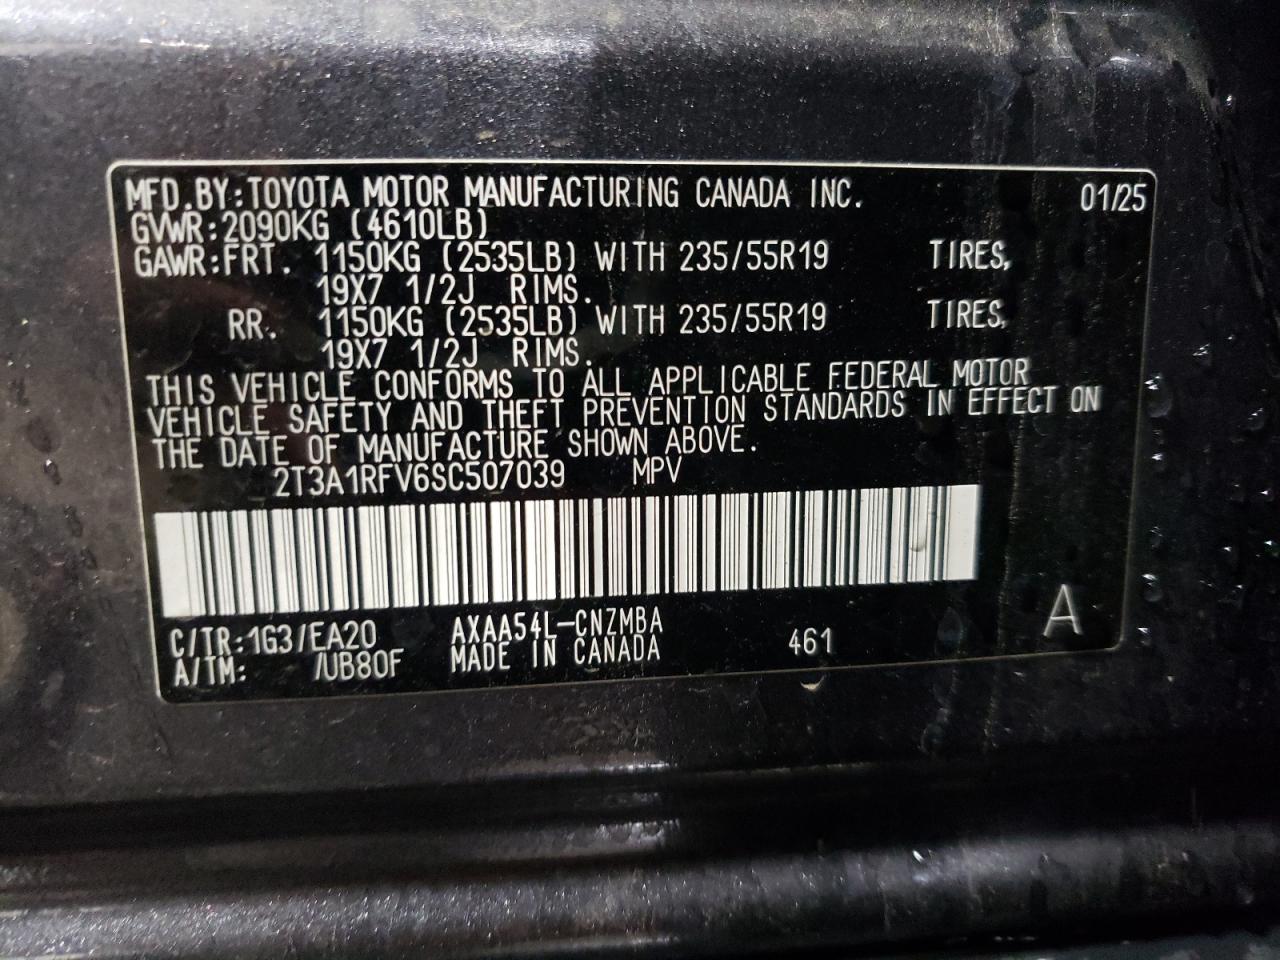 MFD.BY:TOYOTA MOTOR MANUFACTURING CANADA INC. 01/25
GVWR:2090KG (4610LB)
GAWR:FRT. 1150KG (2535LB) WITH 235/55R19 TIRES,
19X7 1/2J RIMS.
RR. 1150KG (2535LB) WITH 235/55R19 TIRES,
19X7 1/2J RIMS.
THIS VEHICLE CONFORMS TO ALL APPLICABLE FEDERAL MOTOR
VEHICLE SAFETY AND THEFT PREVENTION STANDARDS IN EFFECT ON
THE DATE OF MANUFACTURE SHOWN ABOVE.
2T3A1RFV6SC507039 MPV
C/TR:1G3/EA20 AXAA54L-CNZMBA 461 A
A/TM: /UB80F MADE IN CANADA